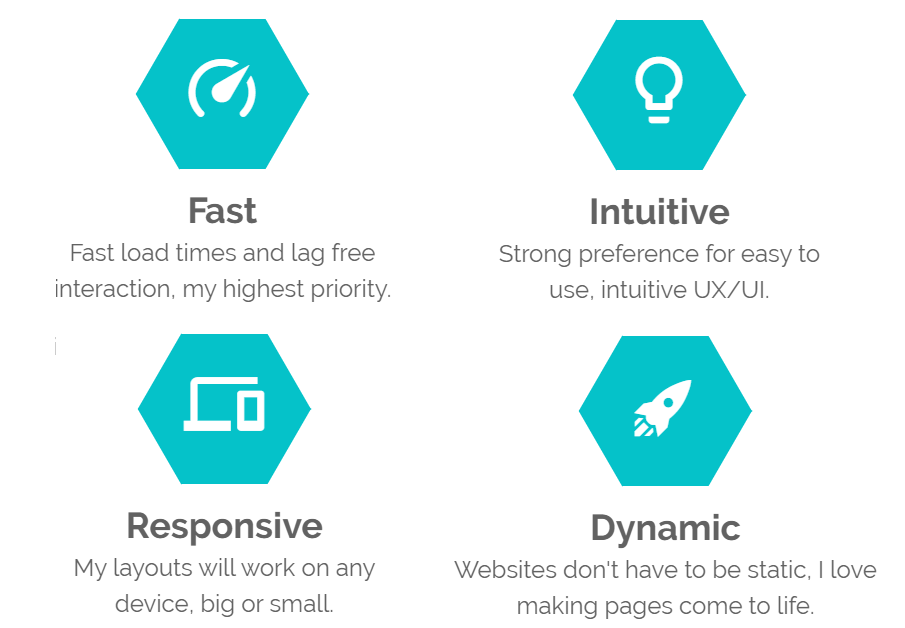 Fast
Fast load times and lag free
interaction, my highest priority.
Intuitive
Strong preference for easy to
use, intuitive UX/UI.
i
Responsive
My layouts will work on any
device, big or small.
Dynamic
Websites don't have to be static, I love
making pages come to life.